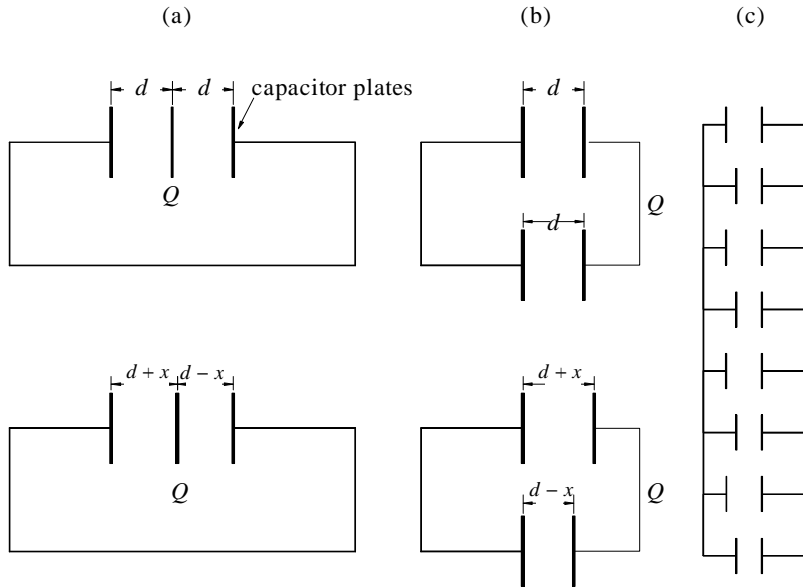 (a) (b) (c)
d d d
capacitor plates
Q Q
d
d + x d − x d + x
Q Q
d − x